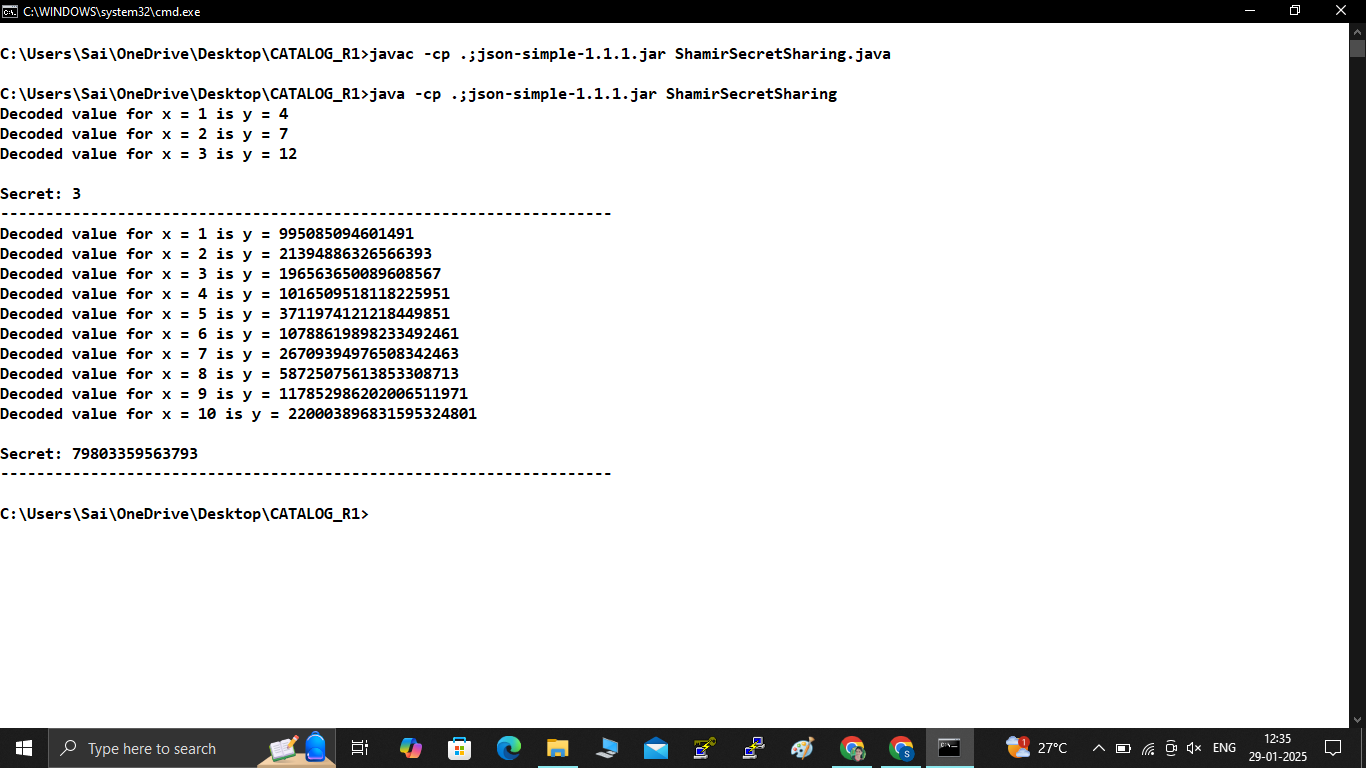 C:\WINDOWS\system32\cmd.exe
C:\Users\Sai\OneDrive\Desktop\CATALOG_R1>javac -cp .;json-simple-1.1.1.jar ShamirSecretSharing.java
C:\Users\Sai\OneDrive\Desktop\CATALOG_R1>java -cp .;json-simple-1.1.1.jar ShamirSecretSharing
Decoded value for x = 1 is y = 4
Decoded value for x = 2 is y = 7
Decoded value for x = 3 is y = 12
Secret: 3
--------------------------------------------------------------------
Decoded value for x = 1 is y = 995085094601491
Decoded value for x = 2 is y = 21394886326566393
Decoded value for x = 3 is y = 196563650089608567
Decoded value for x = 4 is y = 1016509518118225951
Decoded value for x = 5 is y = 3711974121218449851
Decoded value for x = 6 is y = 10788619898233492461
Decoded value for x = 7 is y = 26709394976508342463
Decoded value for x = 8 is y = 58725075613853308713
Decoded value for x = 9 is y = 117852986202006511971
Decoded value for x = 10 is y = 220003896831595324801
Secret: 79803359563793
--------------------------------------------------------------------
C:\Users\Sai\OneDrive\Desktop\CATALOG_R1>
Type here to search
1
S
27°C
ENG
12:35
29-01-2025